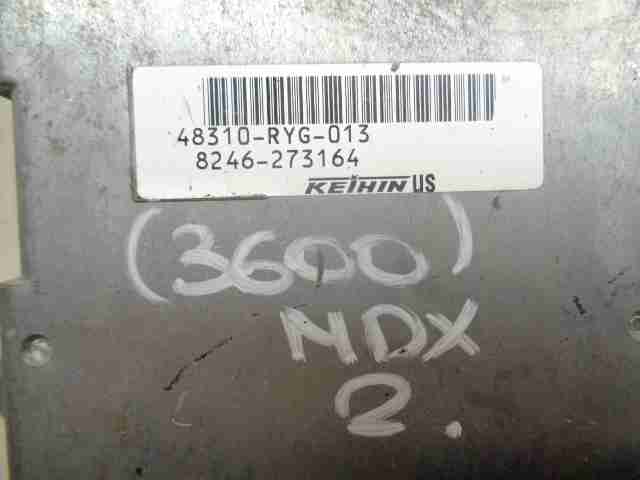 48310-RYG-013
8246-273164
KEIHIN US
(3600)
MDX
2.